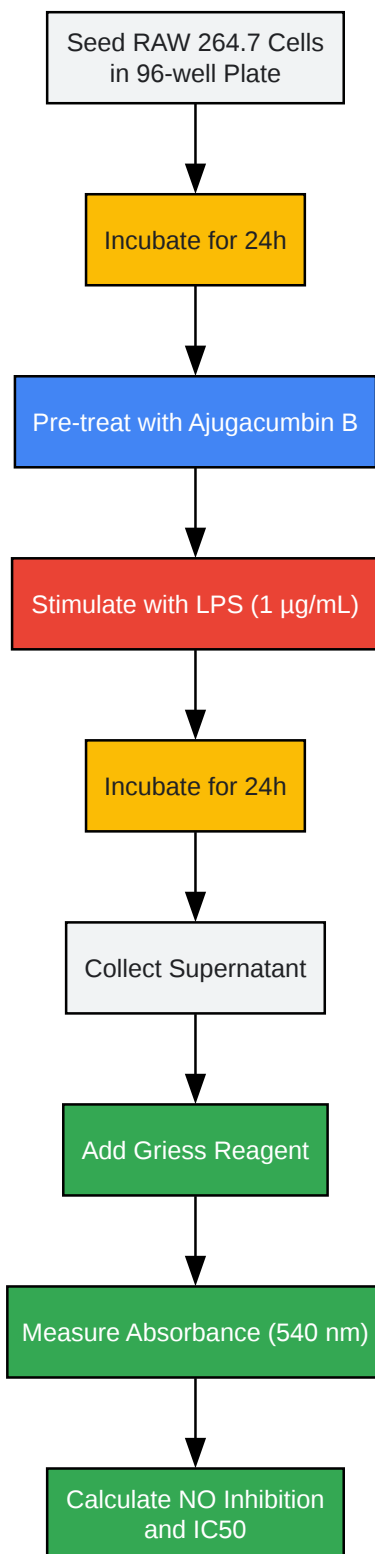 Seed RAW 264.7 Cells
in 96-well Plate
Incubate for 24h
Pre-treat with Ajugacumbin B
Stimulate with LPS (1 µg/mL)
Incubate for 24h
Collect Supernatant
Add Griess Reagent
Measure Absorbance (540 nm)
Calculate NO Inhibition
and IC50